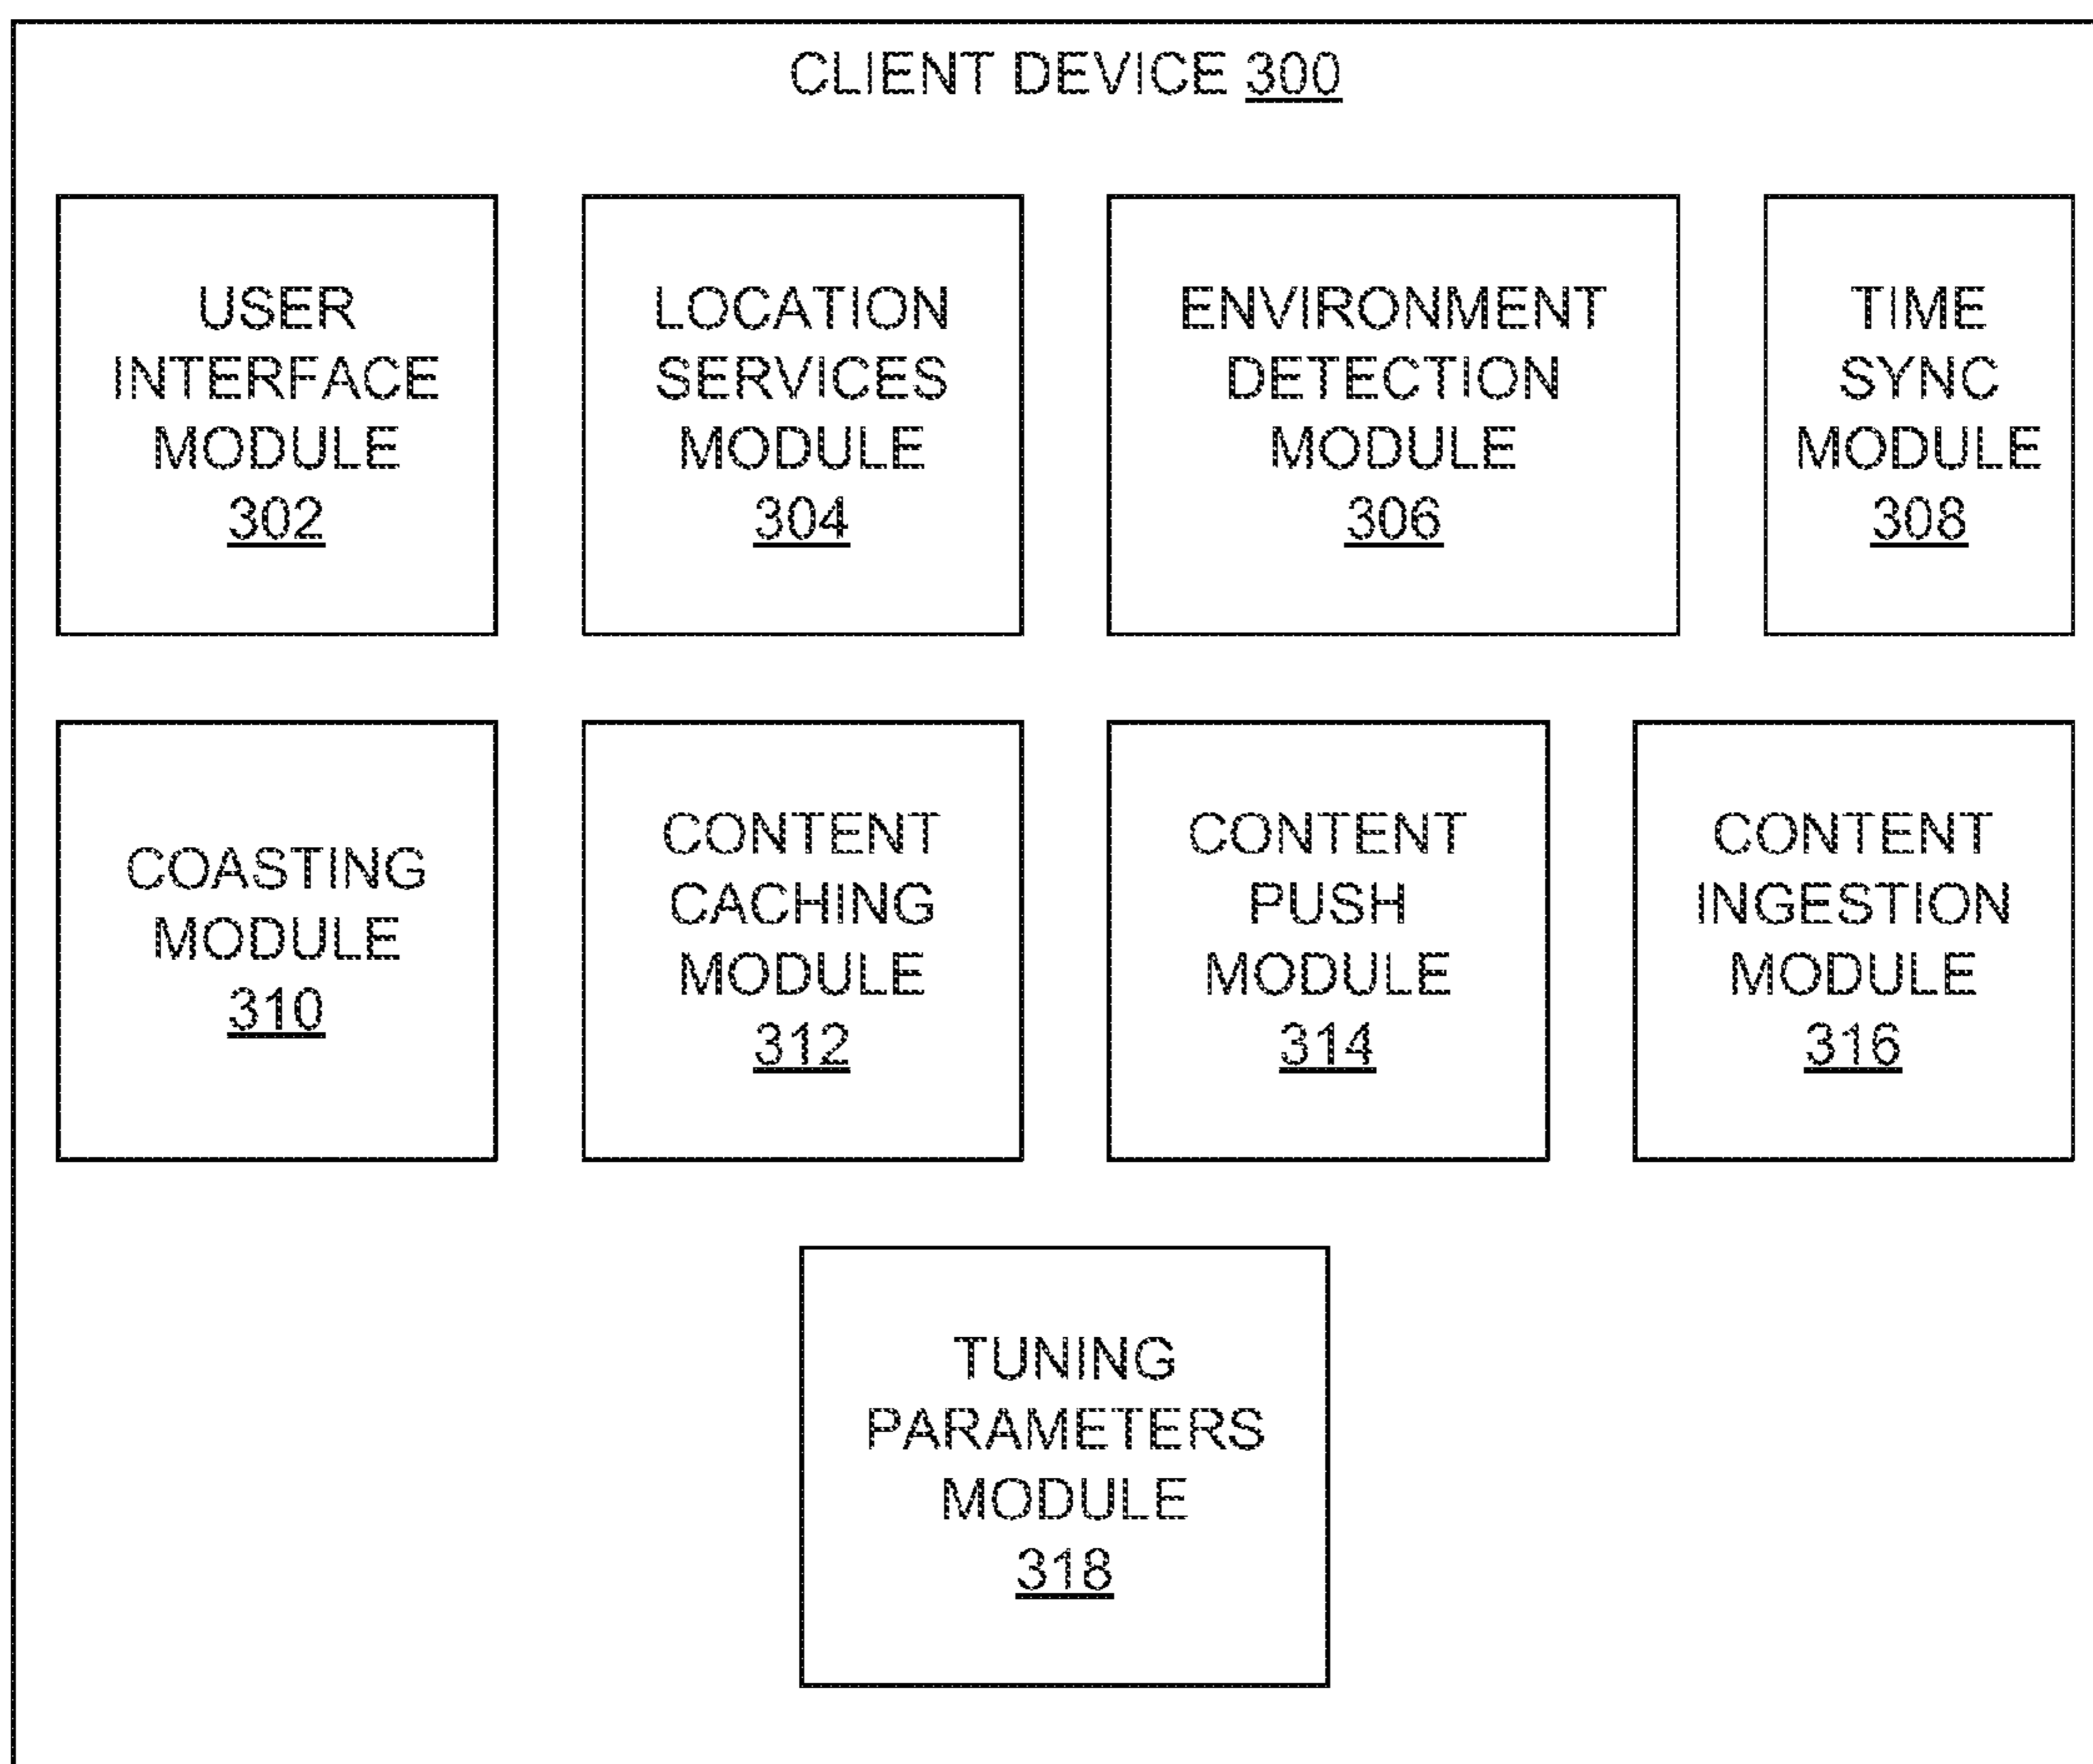 CLIENT DEVICE 300
USER
INTERFACE
MODULE
302
LOCATION
SERVICES
MODULE
304
ENVIRONMENT
DETECTION
MODULE
306
TIME
SYNC
MODULE
308
COASTING
MODULE
310
CONTENT
CACHING
MODULE
312
CONTENT
PUSH
MODULE
314
CONTENT
INGESTION
MODULE
316
TUNING
PARAMETERS
MODULE
318